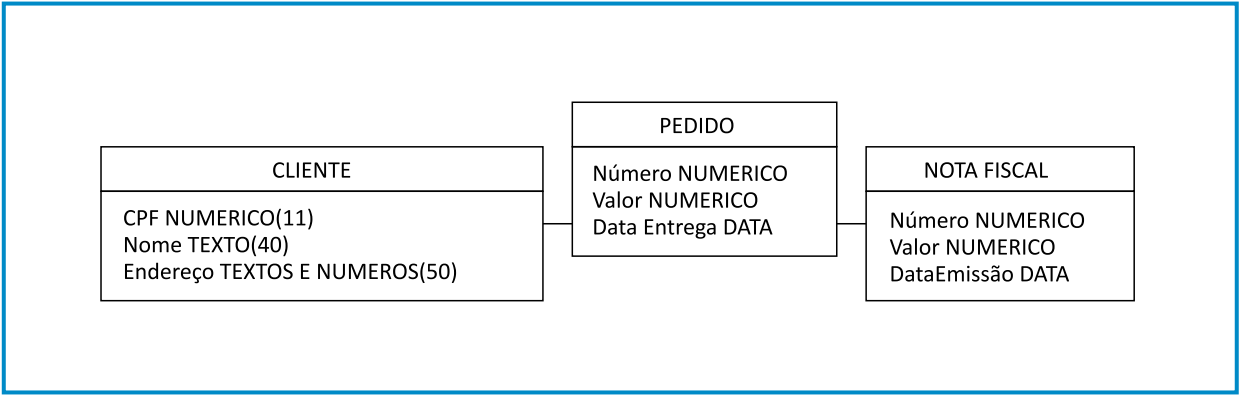 CLIENTE
CPF NUMERICO(11)
Nome TEXTO(40)
Endereço TEXTOS E NUMEROS(50)
PEDIDO
Número NUMERICO
Valor NUMERICO
Data Entrega DATA
NOTA FISCAL
Número NUMERICO
Valor NUMERICO
DataEmissão DATA